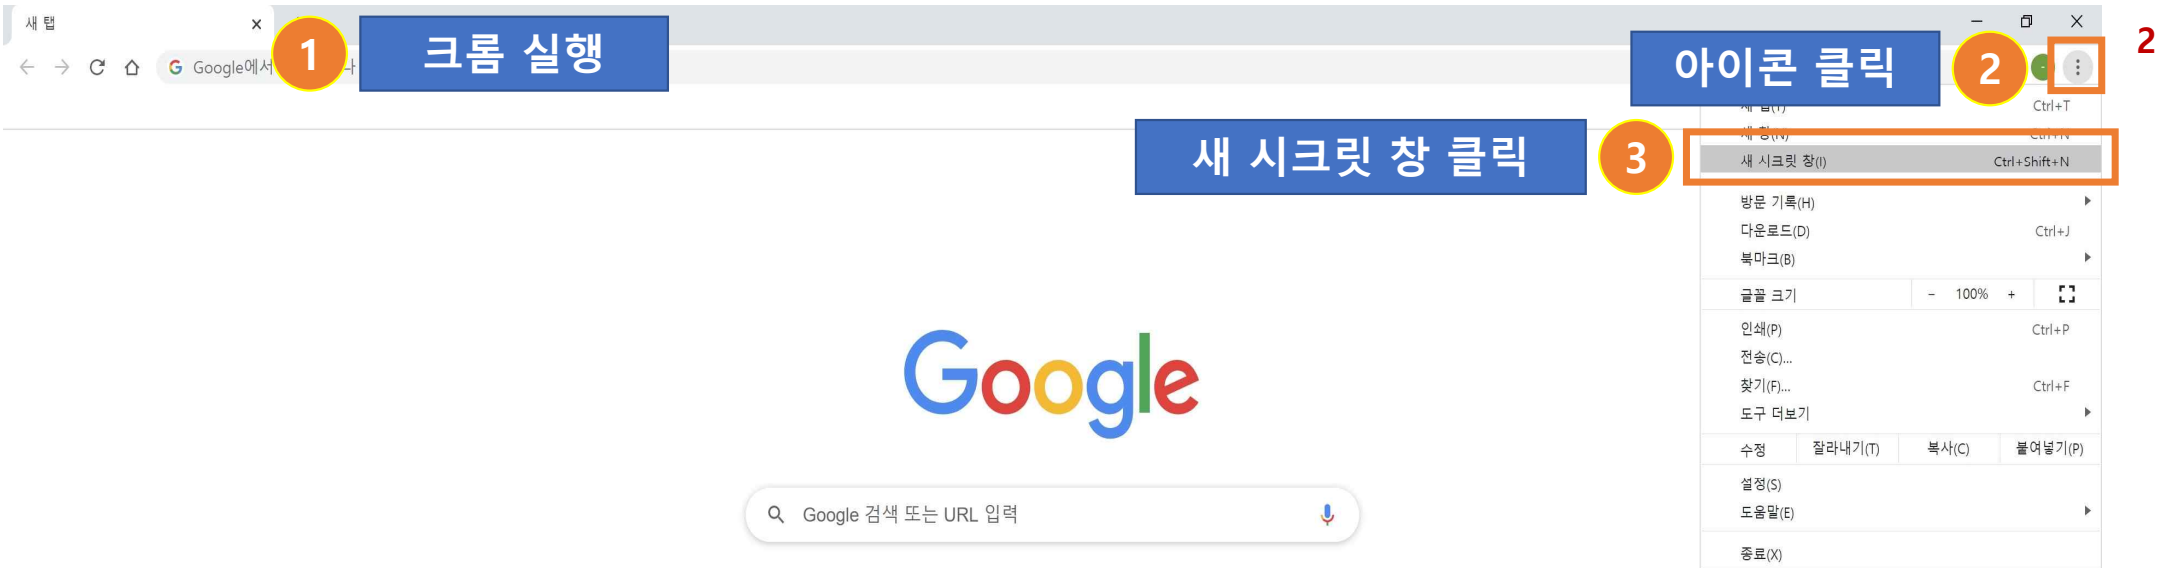 새 탭
1 크롬 실행
Google에서
아이콘 클릭 2
2
새 탭(T) Ctrl+T
새 창(N) Ctrl+N
새 시크릿 창 클릭 3
새 시크릿 창(I) Ctrl+Shift+N
방문 기록(H)
다운로드(D) Ctrl+J
북마크(B)
글꼴 크기 - 100% +
인쇄(P) Ctrl+P
전송(C)...
찾기(F)... Ctrl+F
도구 더보기
수정 잘라내기(T) 복사(C) 붙여넣기(P)
설정(S)
도움말(E)
종료(X)
Google
Google 검색 또는 URL 입력